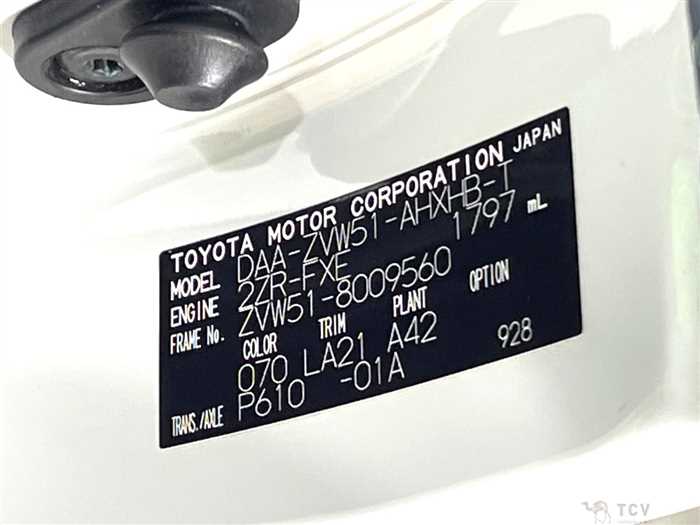 TOYOTA MOTOR CORPORATION JAPAN
MODEL DAA-ZVW51-AHXHB-T
ENGINE 2ZR-FXE 1797 mL
FRAME No. ZVW51-8009560
COLOR TRIM PLANT OPTION
070 LA21 A42 928
TRANS./AXLE P610 -01A
TCV